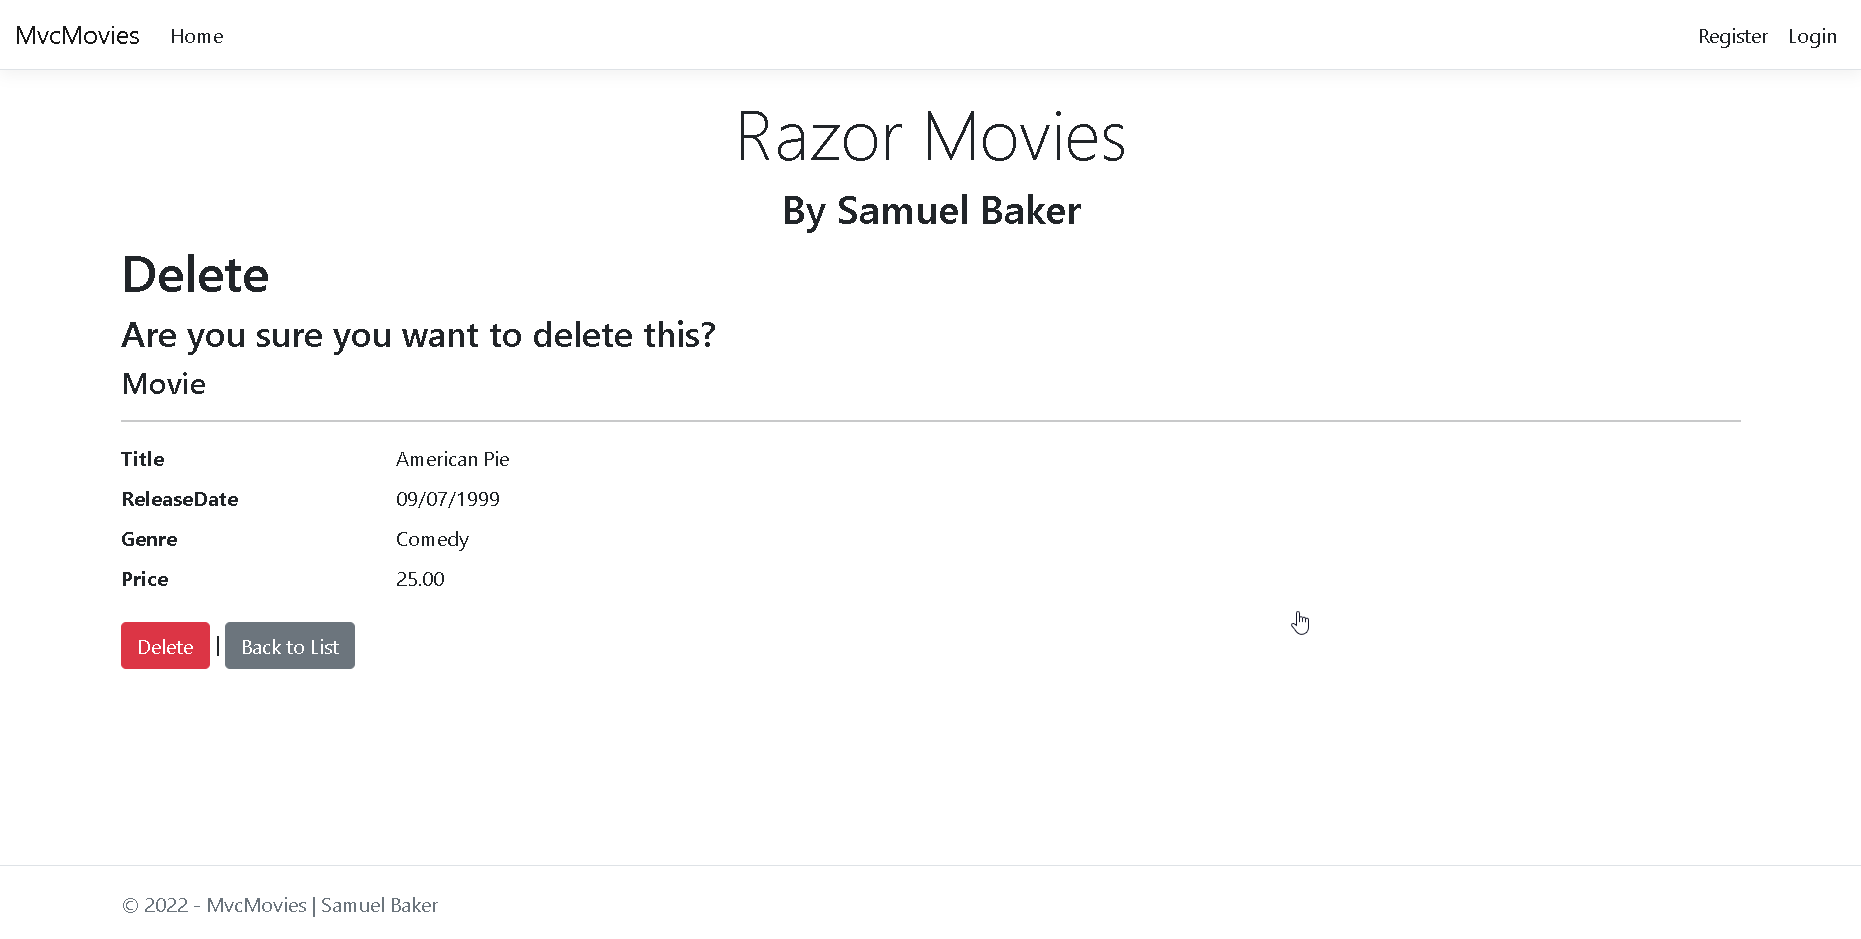 MvcMovies Home Register Login
Razor Movies
By Samuel Baker
Delete
Are you sure you want to delete this?
Movie
Title American Pie
ReleaseDate 09/07/1999
Genre Comedy
Price 25.00
Delete | Back to List
© 2022 - MvcMovies | Samuel Baker